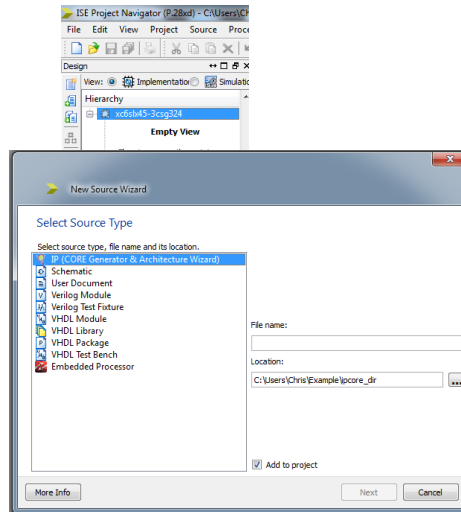 ISE Project Navigator (P.28xd) - C:\Users\Ch
File Edit View Project Source Proce
Design
View: Implementation Simulatio
Hierarchy
xc6slx45-3csg324
Empty View
New Source Wizard
Select Source Type
Select source type, file name and its location.
IP (CORE Generator & Architecture Wizard)
Schematic
User Document
Verilog Module
Verilog Test Fixture
VHDL Module
VHDL Library
VHDL Package
VHDL Test Bench
Embedded Processor
File name:
Location:
C:\Users\Chris\Example\ipcore_dir
...
Add to project
More Info
Next
Cancel